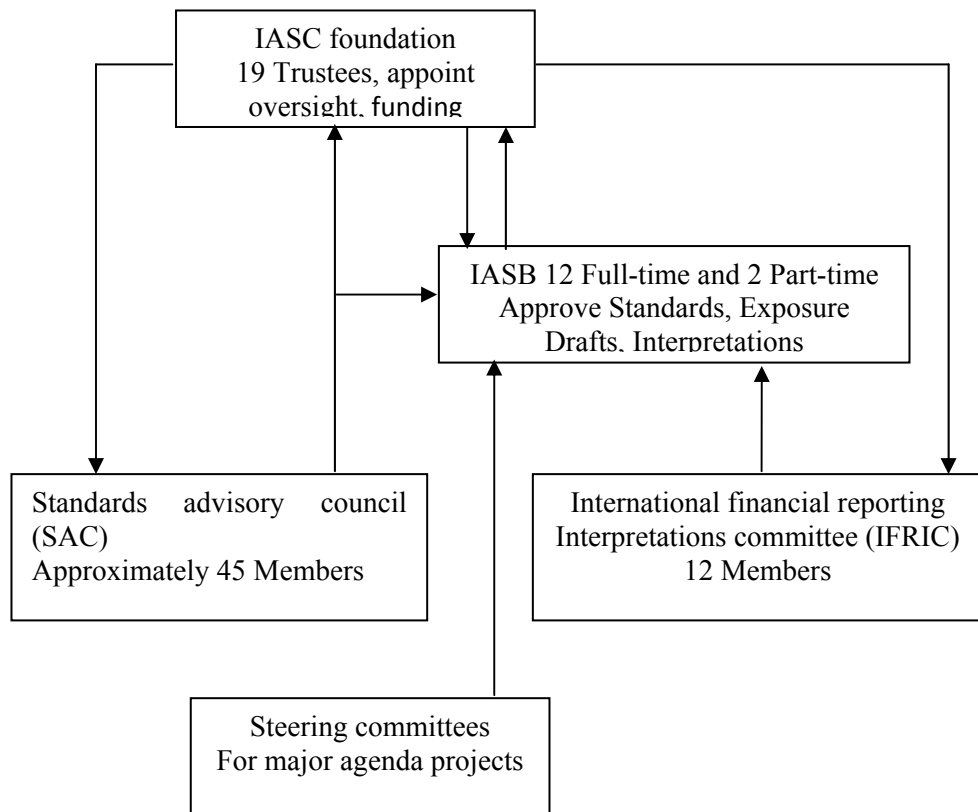 IASC foundation
19 Trustees, appoint
oversight, funding
IASB 12 Full-time and 2 Part-time
Approve Standards, Exposure
Drafts, Interpretations
Standards advisory council
(SAC)
Approximately 45 Members
International financial reporting
Interpretations committee (IFRIC)
12 Members
Steering committees
For major agenda projects